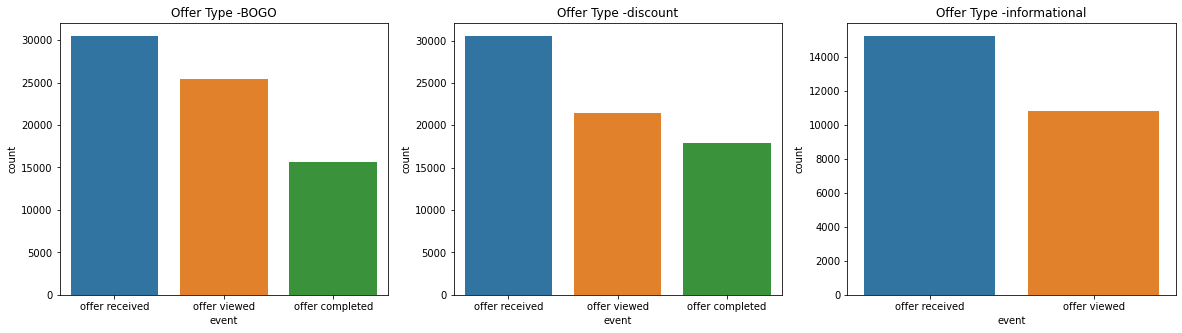 Offer Type -BOGO
30000
25000
20000
15000
10000
5000
0
count
offer received offer viewed offer completed
event
Offer Type -discount
30000
25000
20000
15000
10000
5000
0
count
offer received offer viewed offer completed
event
Offer Type -informational
14000
12000
10000
8000
6000
4000
2000
0
count
offer received offer viewed
event